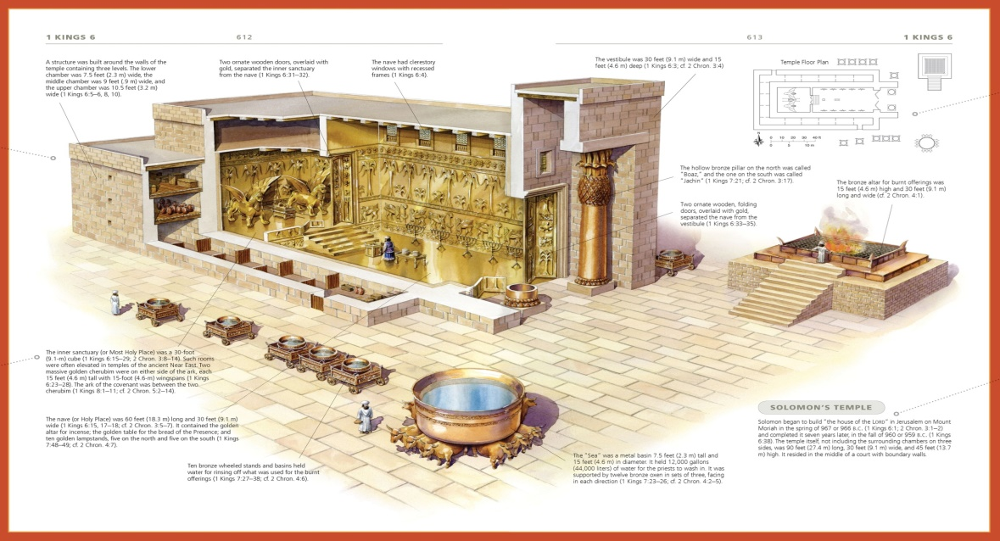 1 KINGS 6
612
613
1 KINGS 6
A structure was built around the walls of the
temple containing three levels. The lower
chamber was 7.5 feet (2.3 m) wide, the
middle chamber was 9 feet (.9 m) wide, and
the upper chamber was 10.5 feet (3.2 m)
wide (1 Kings 6:5–6, 8, 10).
Two ornate wooden doors, overlaid with
gold, separated the inner sanctuary
from the nave (1 Kings 6:31–32).
The nave had clerestory
windows with recessed
frames (1 Kings 6:4).
The vestibule was 30 feet (9.1 m) wide and 15
feet (4.6 m) deep (1 Kings 6:3; cf. 2 Chron. 3:4)
Temple Floor Plan
N
0 10 20 30 40 ft
0 5 10 m
The hollow bronze pillar on the north was called
"Boaz," and the one on the south was called
"Jachin" (1 Kings 7:21; cf. 2 Chron. 3:17).
The bronze altar for burnt offerings was
15 feet (4.6 m) high and 30 feet (9.1 m)
long and wide (cf. 2 Chron. 4:1).
Two ornate wooden, folding
doors, overlaid with gold,
separated the nave from the
vestibule (1 Kings 6:33–35).
The inner sanctuary (or Most Holy Place) was a 30-foot
(9.1-m) cube (1 Kings 6:15–29; 2 Chron. 3:8–14). Such rooms
were often elevated in temples of the ancient Near East. Two
massive golden cherubim were on either side of the ark, each
15 feet (4.6 m) tall with 15-foot (4.6-m) wingspans (1 Kings
6:23–28). The ark of the covenant was between the two
cherubim (1 Kings 8:1–11; cf. 2 Chron. 5:2–14).
The nave (or Holy Place) was 60 feet (18.3 m) long and 30 feet (9.1 m)
wide (1 Kings 6:15, 17–18; cf. 2 Chron. 3:5–7). It contained the golden
altar for incense; the golden table for the bread of the Presence; and
ten golden lampstands, five on the north and five on the south (1 Kings
7:48–49; cf. 2 Chron. 4:7).
Ten bronze wheeled stands and basins held
water for rinsing off what was used for the burnt
offerings (1 Kings 7:27–38; cf. 2 Chron. 4:6).
The "Sea" was a metal basin 7.5 feet (2.3 m) tall and
15 feet (4.6 m) in diameter. It held 12,000 gallons
(44,000 liters) of water for the priests to wash in. It was
supported by twelve bronze oxen in sets of three, facing
in each direction (1 Kings 7:23–26; cf. 2 Chron. 4:2–5).
SOLOMON'S TEMPLE
Solomon began to build "the house of the LORD" in Jerusalem on Mount
Moriah in the spring of 967 or 966 B.C. (1 Kings 6:1; 2 Chron. 3:1–2)
and completed it seven years later, in the fall of 960 or 959 B.C. (1 Kings
6:38). The temple itself, not including the surrounding chambers on three
sides, was 90 feet (27.4 m) long, 30 feet (9.1 m) wide, and 45 feet (13.7
m) high. It resided in the middle of a court with boundary walls.